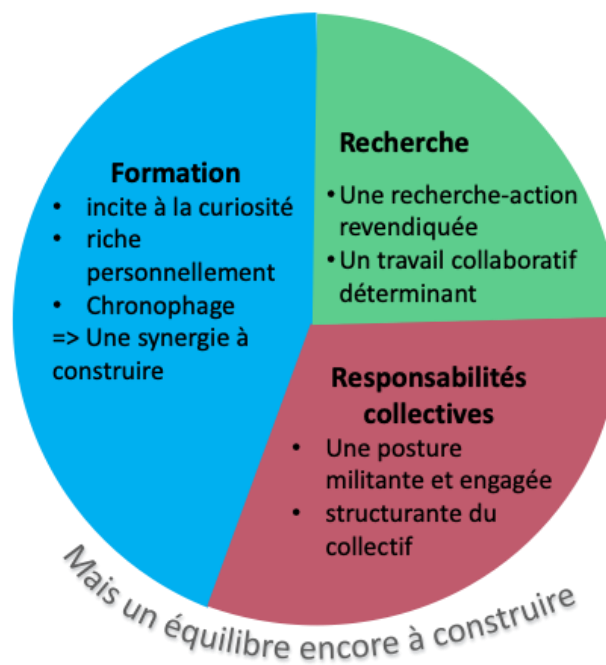 Formation
• incite à la curiosité
• riche
personnellement
• Chronophage
=> Une synergie à
construire
Recherche
• Une recherche-action
revendiquée
• Un travail collaboratif
déterminant
Responsabilités
collectives
• Une posture
militante et engagée
• structurante du
collectif
Mais un équilibre encore à construire